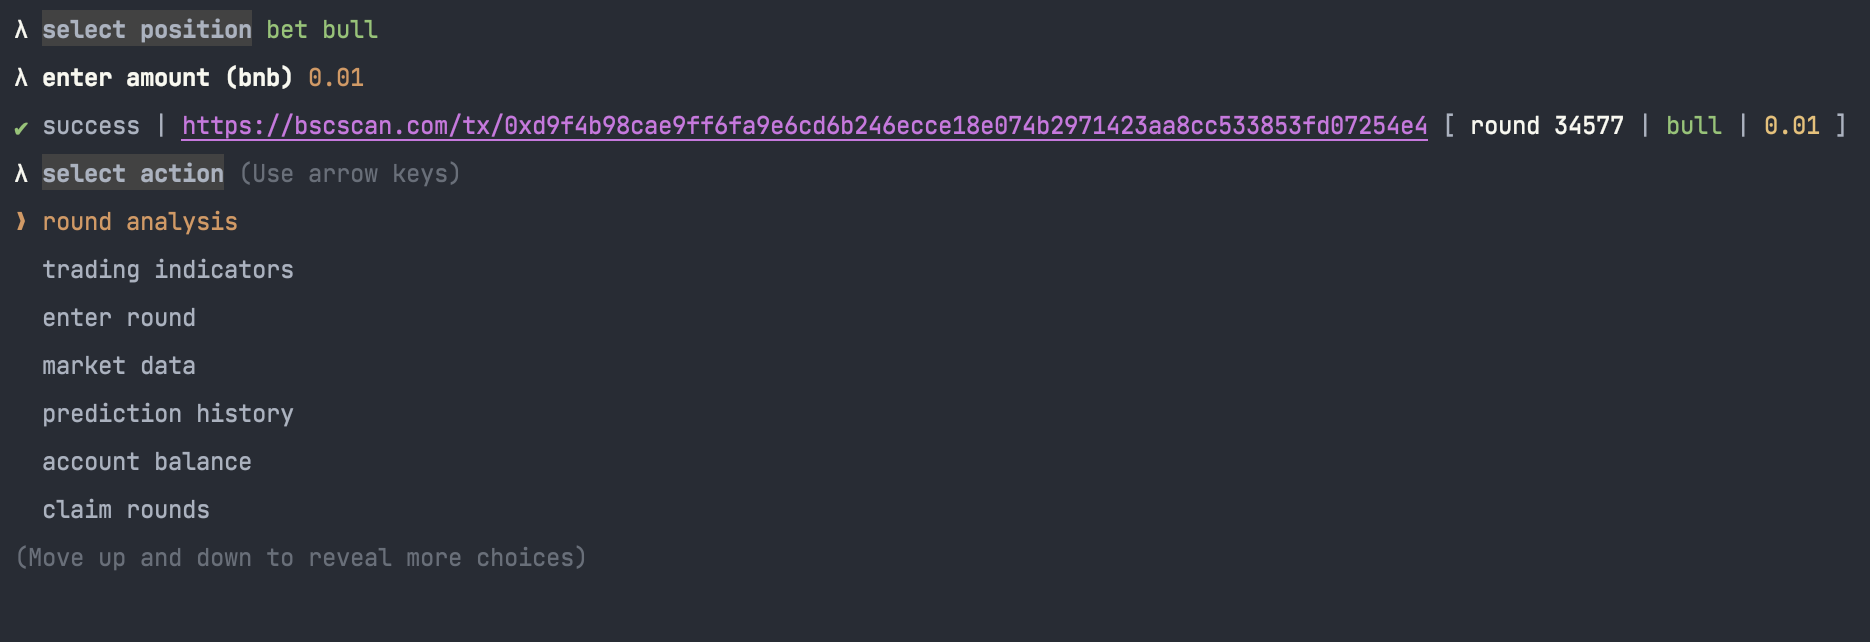 λ select position bet bull
λ enter amount (bnb) 0.01
✔ success | https://bscscan.com/tx/0xd9f4b98cae9ff6fa9e6cd6b246ecce18e074b2971423aa8cc533853fd07254e4 [ round 34577 | bull | 0.01 ]
λ select action (Use arrow keys)
❱ round analysis
trading indicators
enter round
market data
prediction history
account balance
claim rounds
(Move up and down to reveal more choices)